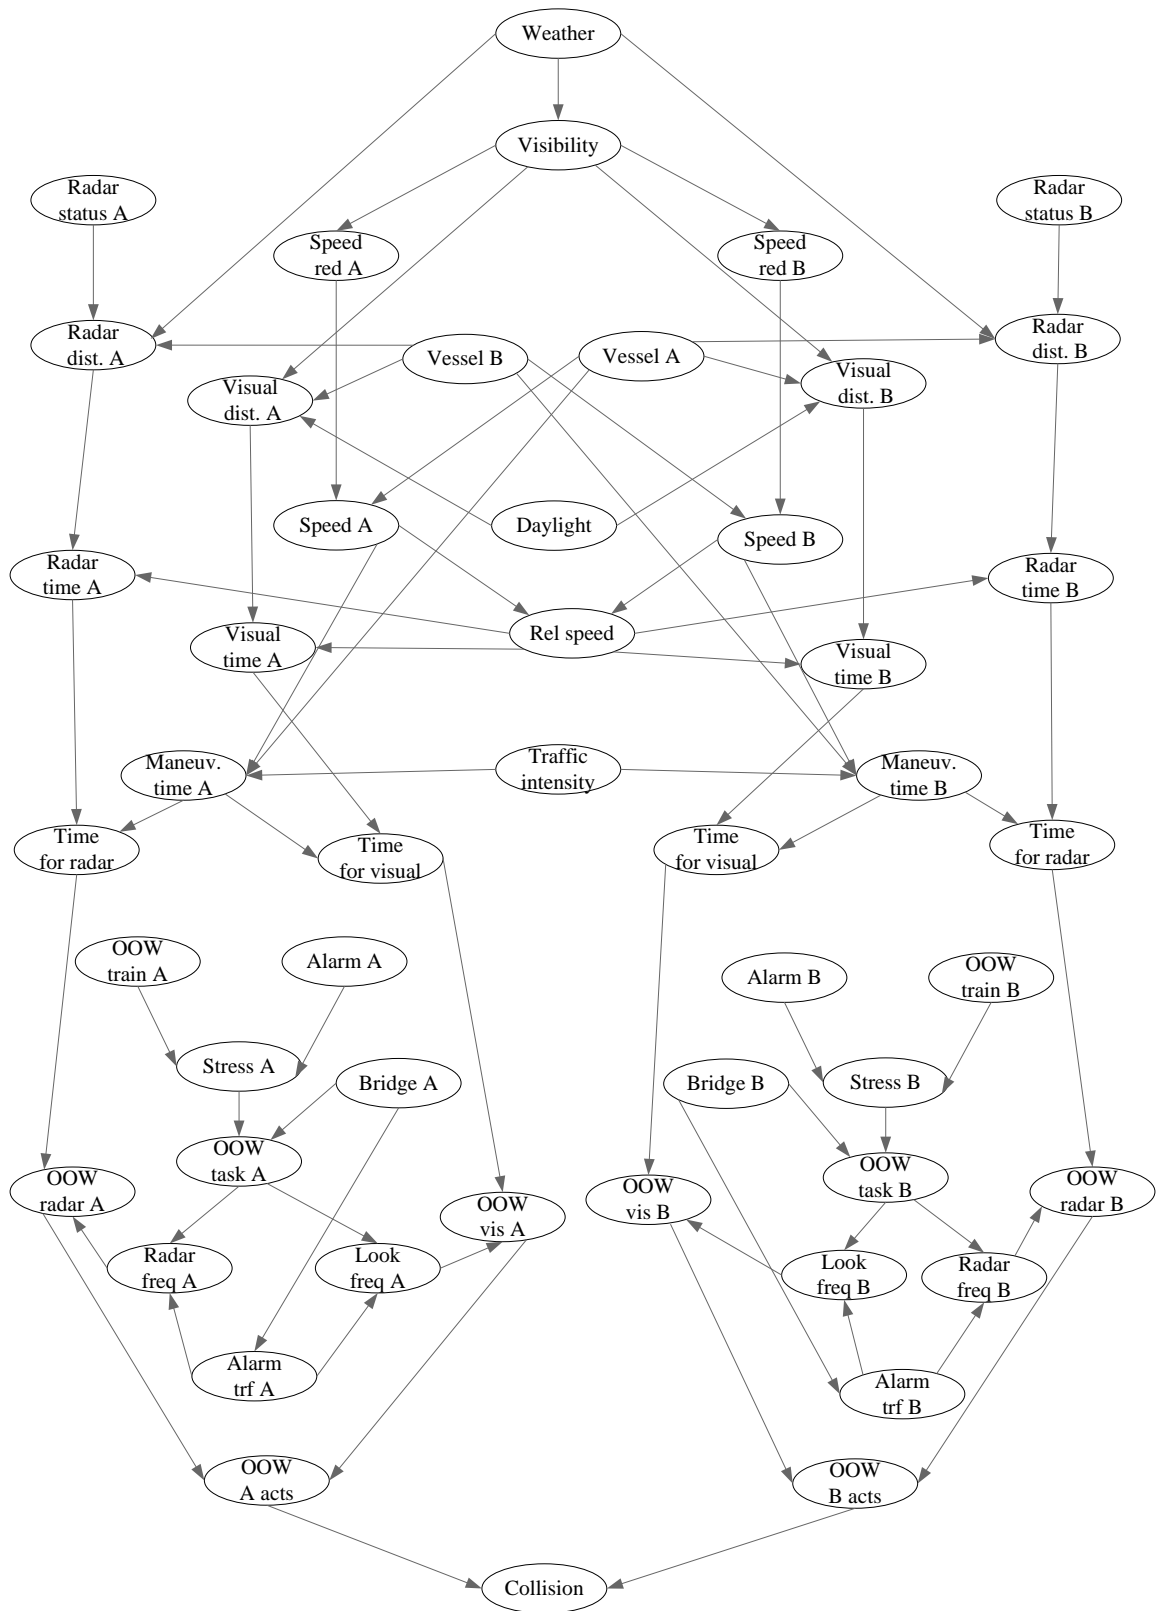 Weather
Visibility
Radar
status A
Radar
status B
Speed
red A
Speed
red B
Radar
dist. A
Vessel B
Vessel A
Radar
dist. B
Visual
dist. A
Visual
dist. B
Speed A
Daylight
Speed B
Radar
time A
Radar
time B
Visual
time A
Rel speed
Visual
time B
Maneuv.
time A
Traffic
intensity
Maneuv.
time B
Time
for radar
Time
for visual
Time
for visual
Time
for radar
OOW
train A
Alarm A
Alarm B
OOW
train B
Stress A
Bridge A
Bridge B
Stress B
OOW
task A
OOW
task B
OOW
radar A
OOW
vis A
OOW
vis B
OOW
radar B
Radar
freq A
Look
freq A
Look
freq B
Radar
freq B
Alarm
trf A
Alarm
trf B
OOW
A acts
OOW
B acts
Collision